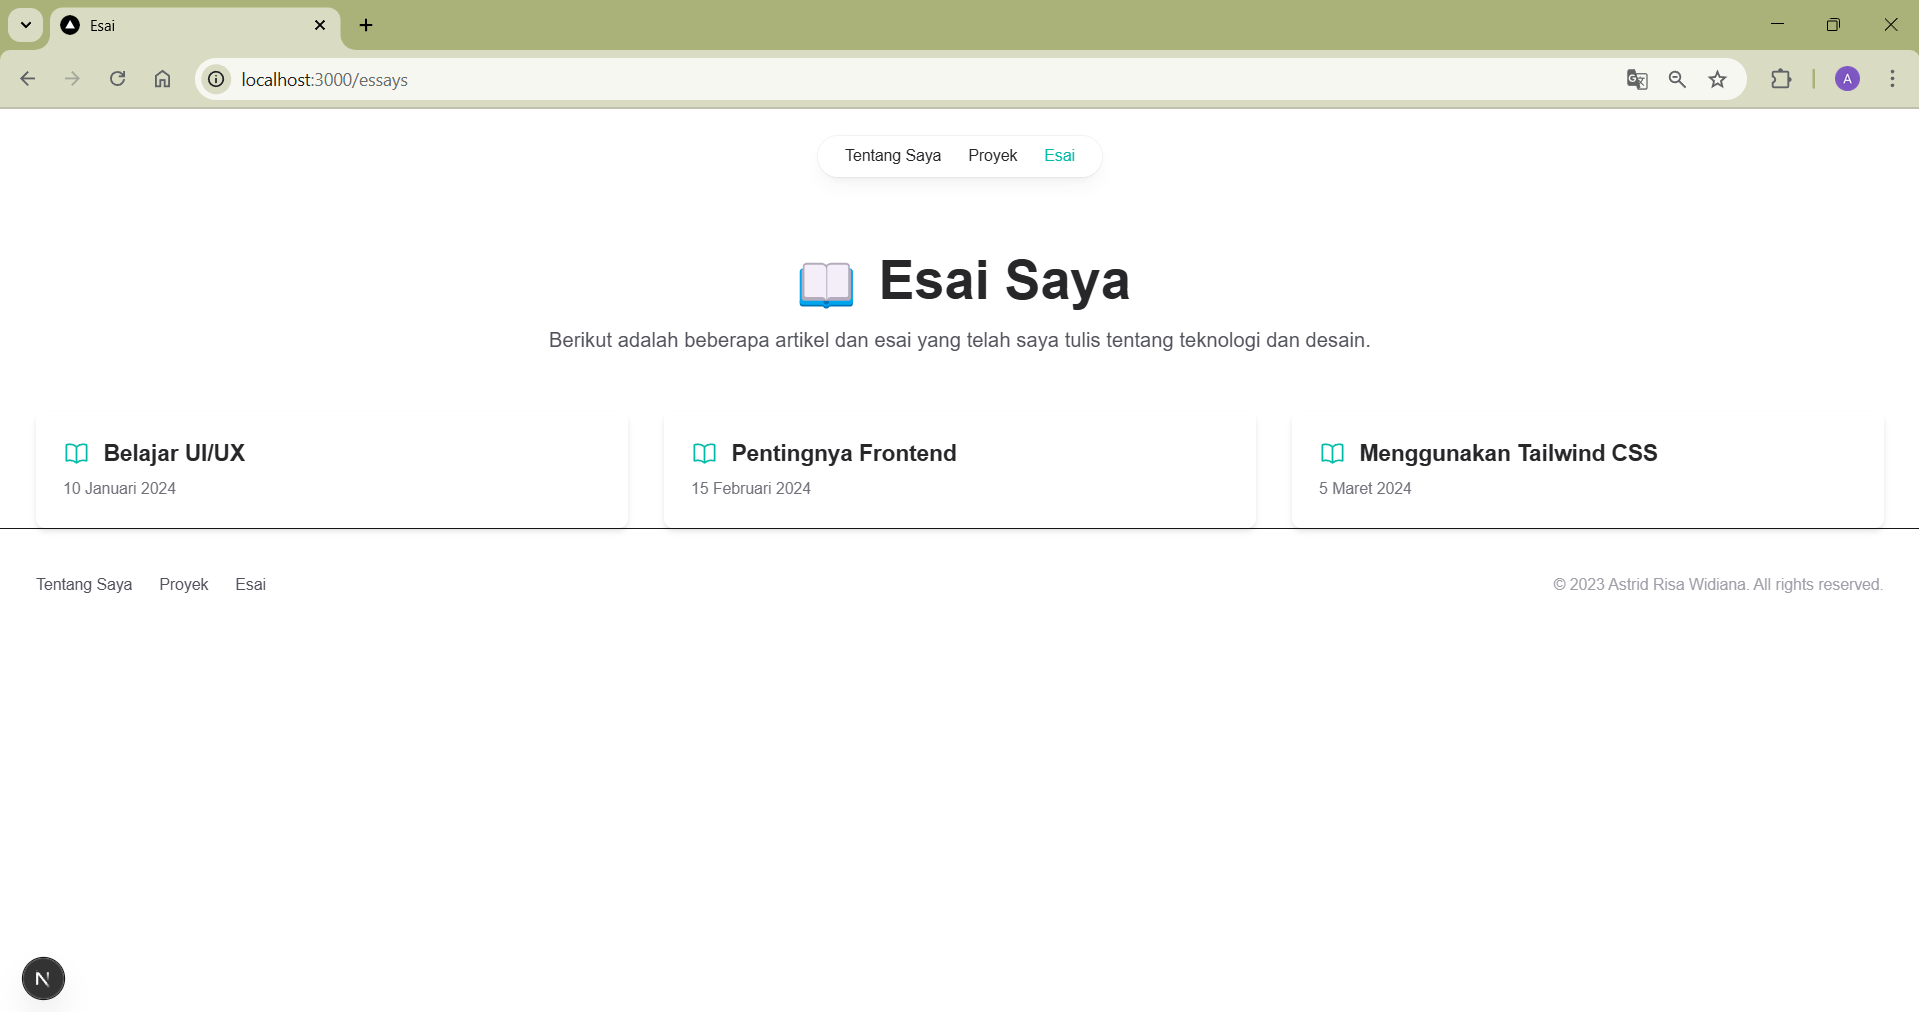 Esai
localhost:3000/essays
A
Tentang Saya Proyek Esai
Esai Saya
Berikut adalah beberapa artikel dan esai yang telah saya tulis tentang teknologi dan desain.
Belajar UI/UX
10 Januari 2024
Pentingnya Frontend
15 Februari 2024
Menggunakan Tailwind CSS
5 Maret 2024
Tentang Saya Proyek Esai
© 2023 Astrid Risa Widiana. All rights reserved.
N